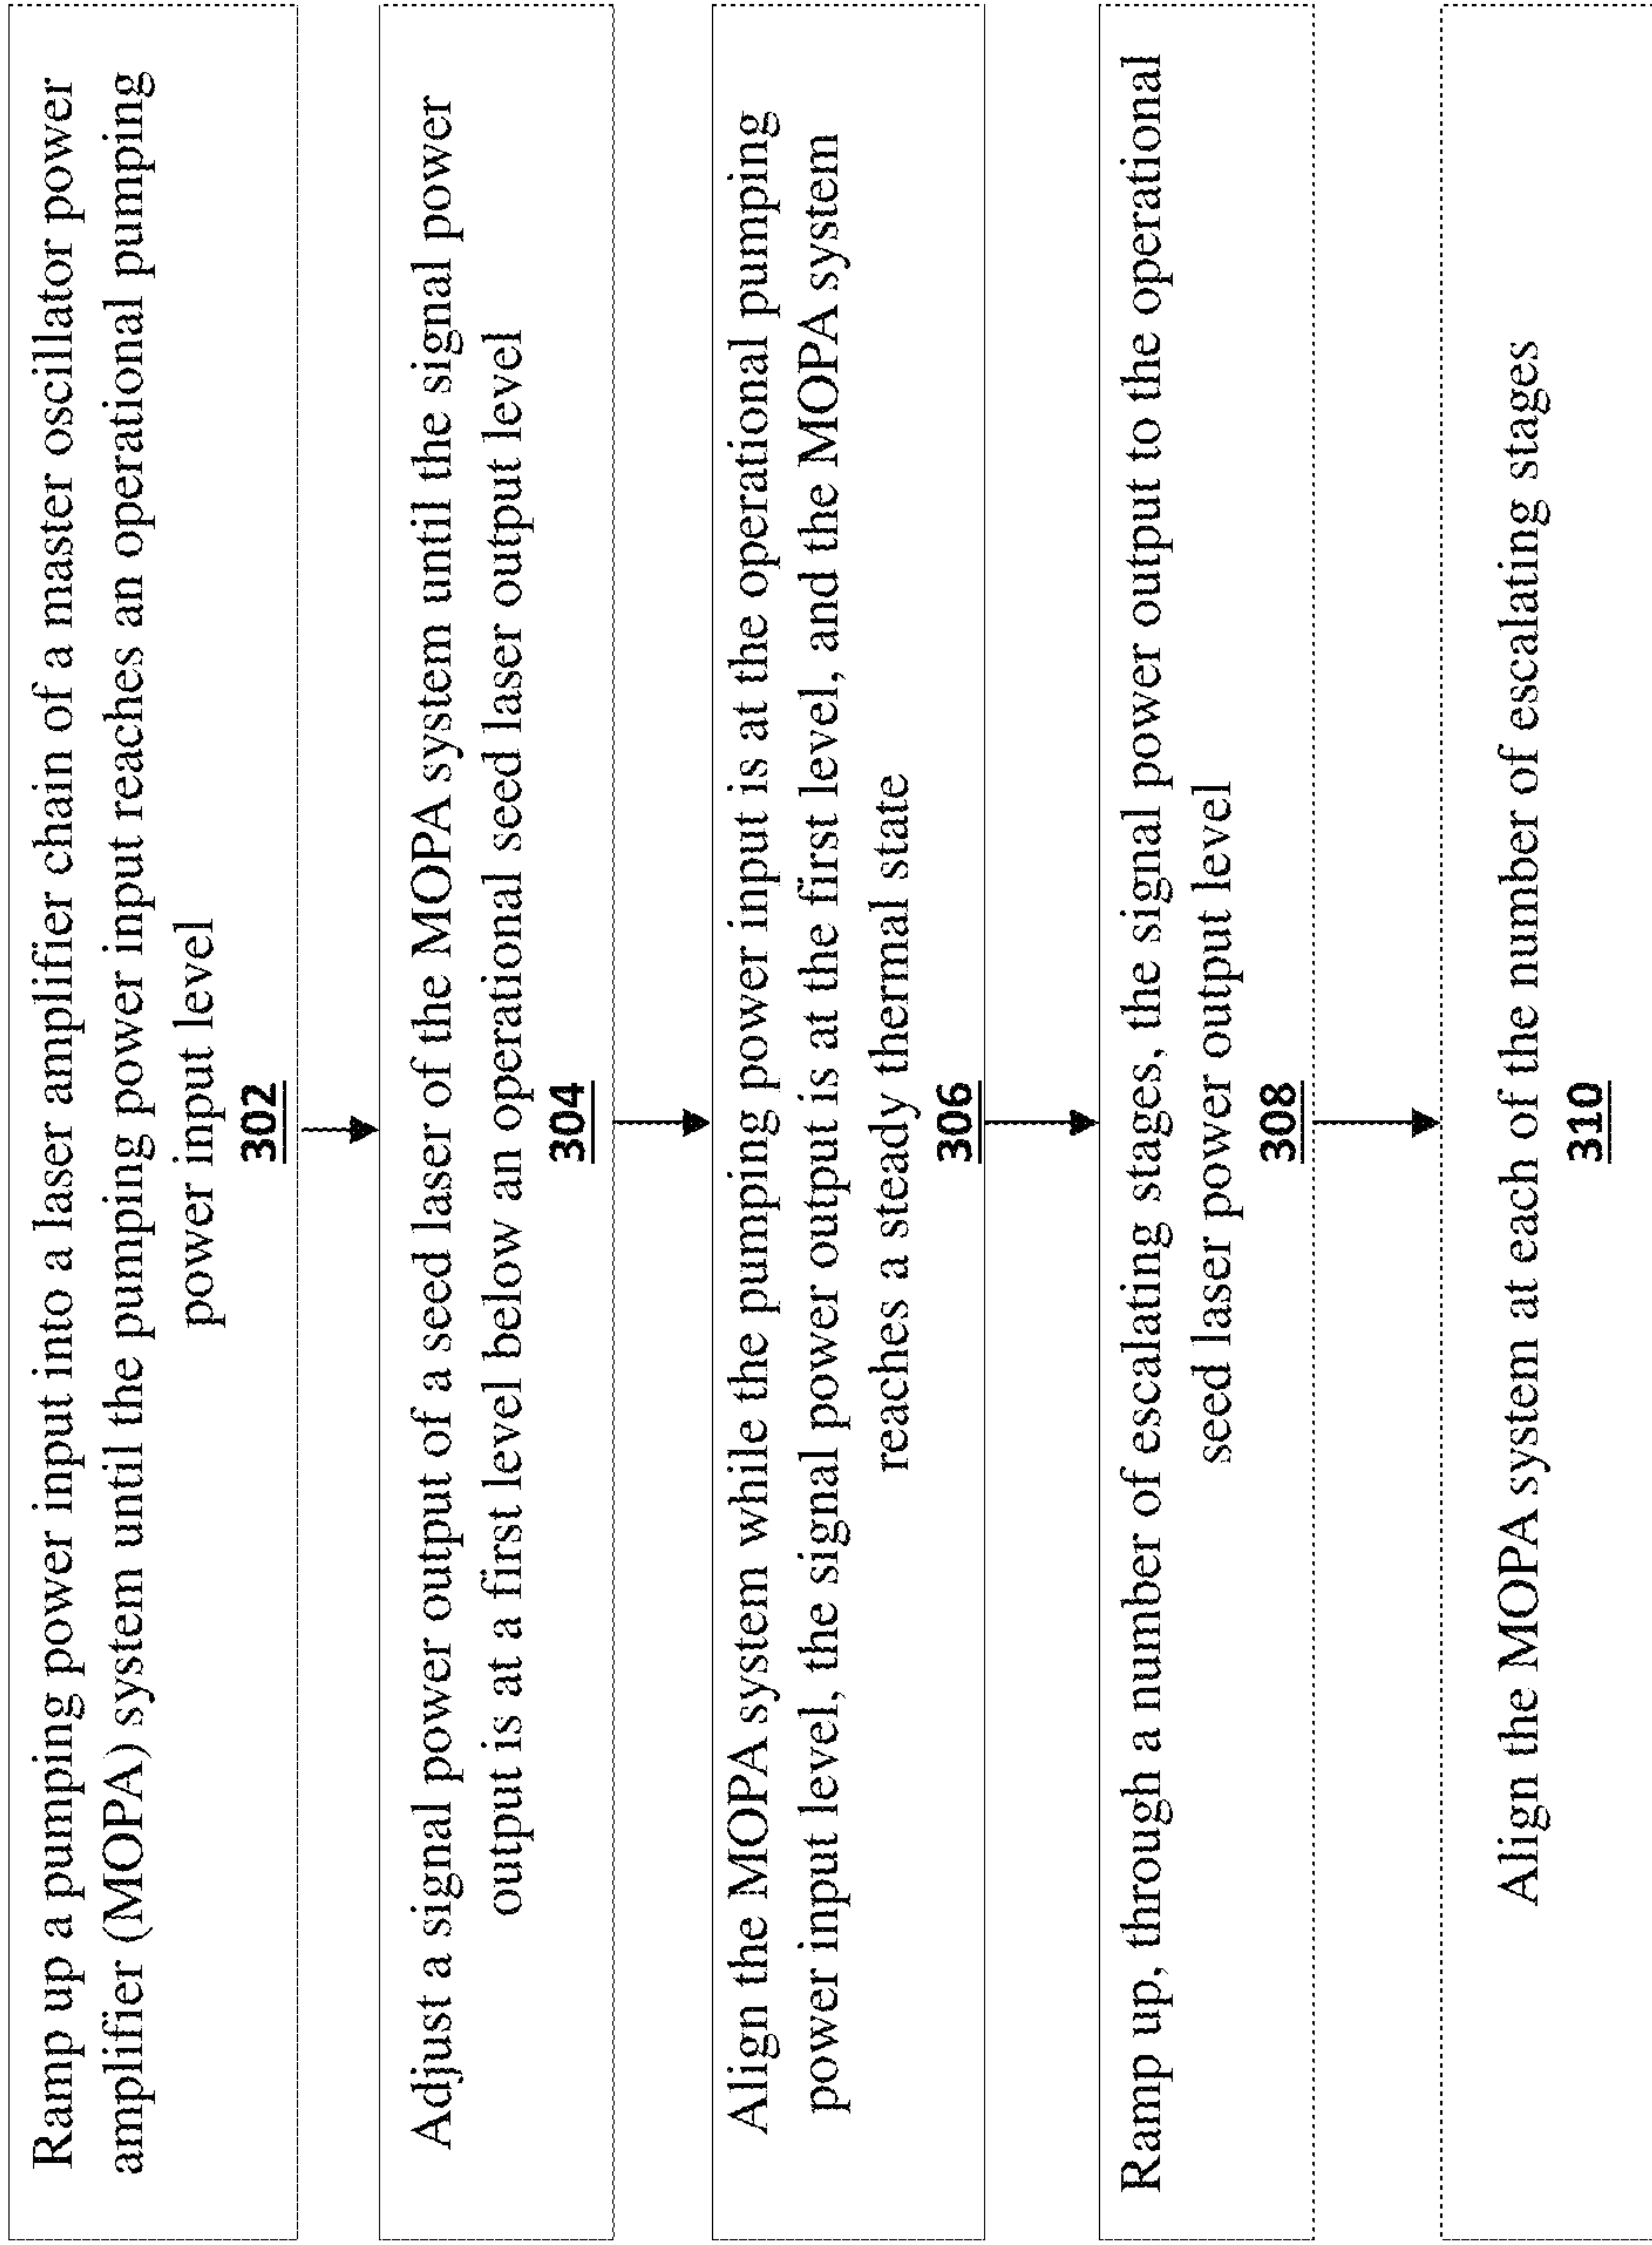 Ramp up a pumping power input into a laser amplifier chain of a master oscillator power
amplifier (MOPA) system until the pumping power input reaches an operational pumping
power input level
302
Adjust a signal power output of a seed laser of the MOPA system until the signal power
output is at a first level below an operational seed laser output level
304
Align the MOPA system while the pumping power input is at the operational pumping
power input level, the signal power output is at the first level, and the MOPA system
reaches a steady thermal state
306
Ramp up, through a number of escalating stages, the signal power output to the operational
seed laser power output level
308
Align the MOPA system at each of the number of escalating stages
310